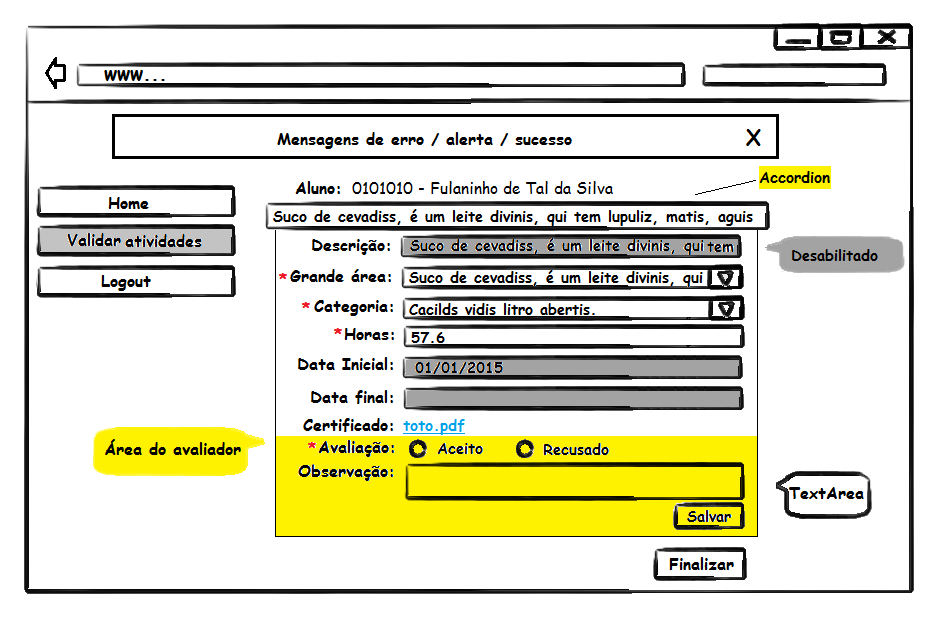 www...
Mensagens de erro / alerta / sucesso X
Aluno: 0101010 - Fulaninho de Tal da Silva
Accordion
Home
Validar atividades
Logout
Suco de cevadiss, é um leite divinis, qui tem lupuliz, matis, aguis
Descrição: Suco de cevadiss, é um leite divinis, qui tem
Desabilitado
*Grande área: Suco de cevadiss, é um leite divinis, qui
*Categoria: Cacilds vidis litro abertis.
*Horas: 57.6
Data Inicial: 01/01/2015
Data final:
Certificado: toto.pdf
Área do avaliador
*Avaliação: Aceito Recusado
Observação:
TextArea
Salvar
Finalizar